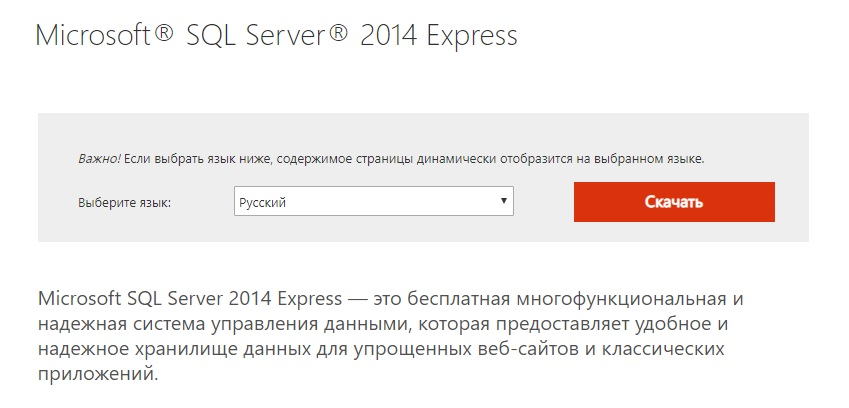 Microsoft® SQL Server® 2014 Express
Важно! Если выбрать язык ниже, содержимое страницы динамически отобразится на выбранном языке.
Выберите язык: Русский Скачать
Microsoft SQL Server 2014 Express — это бесплатная многофункциональная и
надежная система управления данными, которая предоставляет удобное и
надежное хранилище данных для упрощенных веб-сайтов и классических
приложений.